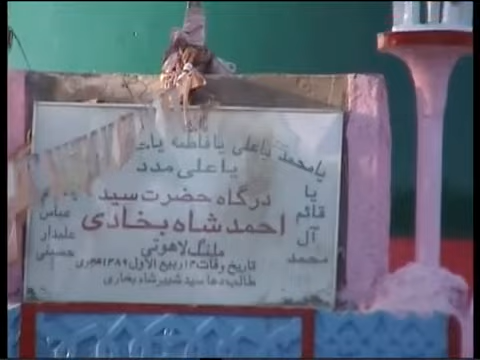 یا محمدؐ یا علی یا فاطمہ یا
یا علی مدد
درگاہ حضرت سید
احمد شاہ بخاری
ملنگ لاھوتی
تاریخ وفات ۱۲ ربیع الاول ۱۳۸۹ ھجری
طالب دعا سید شبیر شاہ بخاری
یا
قائم
آل
محمد
عباس
علمدار
حسینی